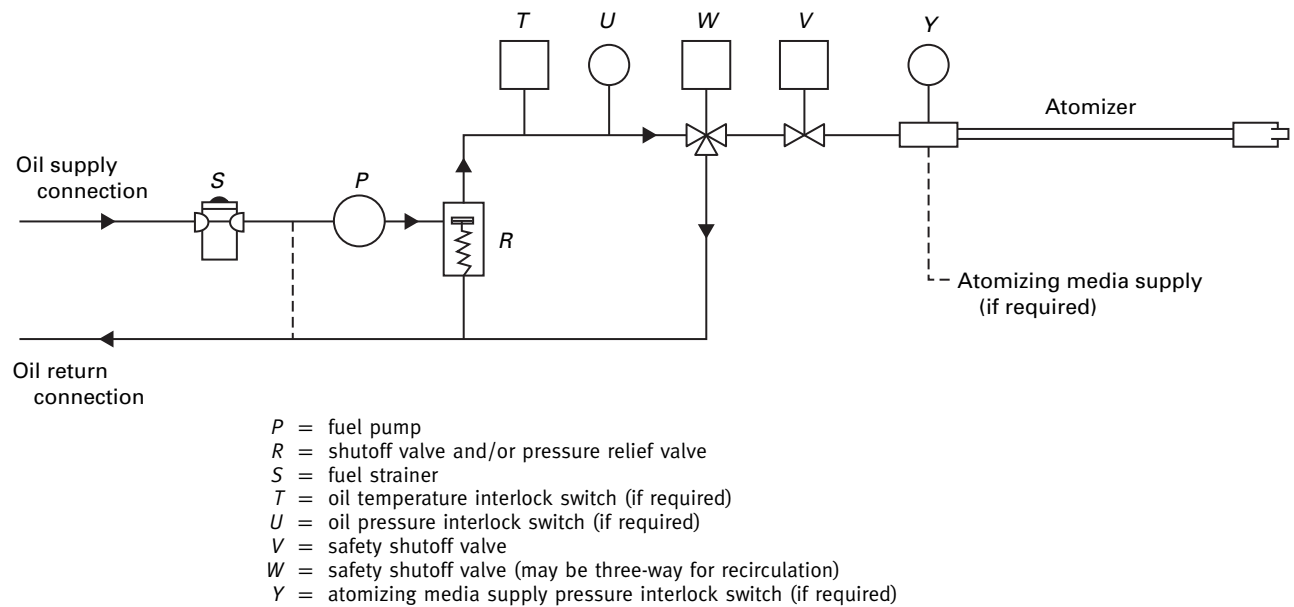 T
U
W
V
Y
Atomizer
Oil supply
connection
S
P
R
Atomizing media supply
(if required)
Oil return
connection
P = fuel pump
R = shutoff valve and/or pressure relief valve
S = fuel strainer
T = oil temperature interlock switch (if required)
U = oil pressure interlock switch (if required)
V = safety shutoff valve
W = safety shutoff valve (may be three-way for recirculation)
Y = atomizing media supply pressure interlock switch (if required)